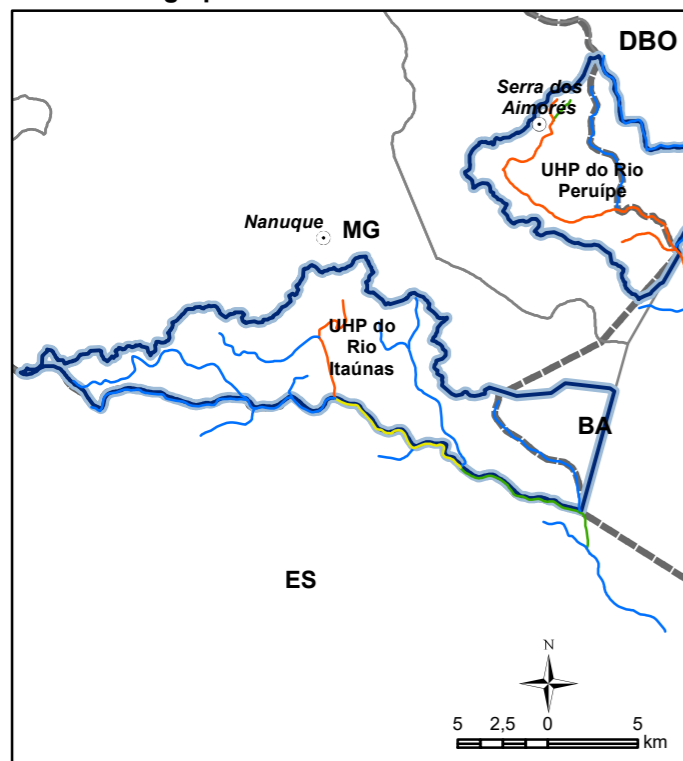 DBO
Serra dos
Aimorés
UHP do Rio
Peruípe
Nanuque
MG
UHP do
Rio
Itaúnas
BA
ES
N
5 2,5 0 5
km